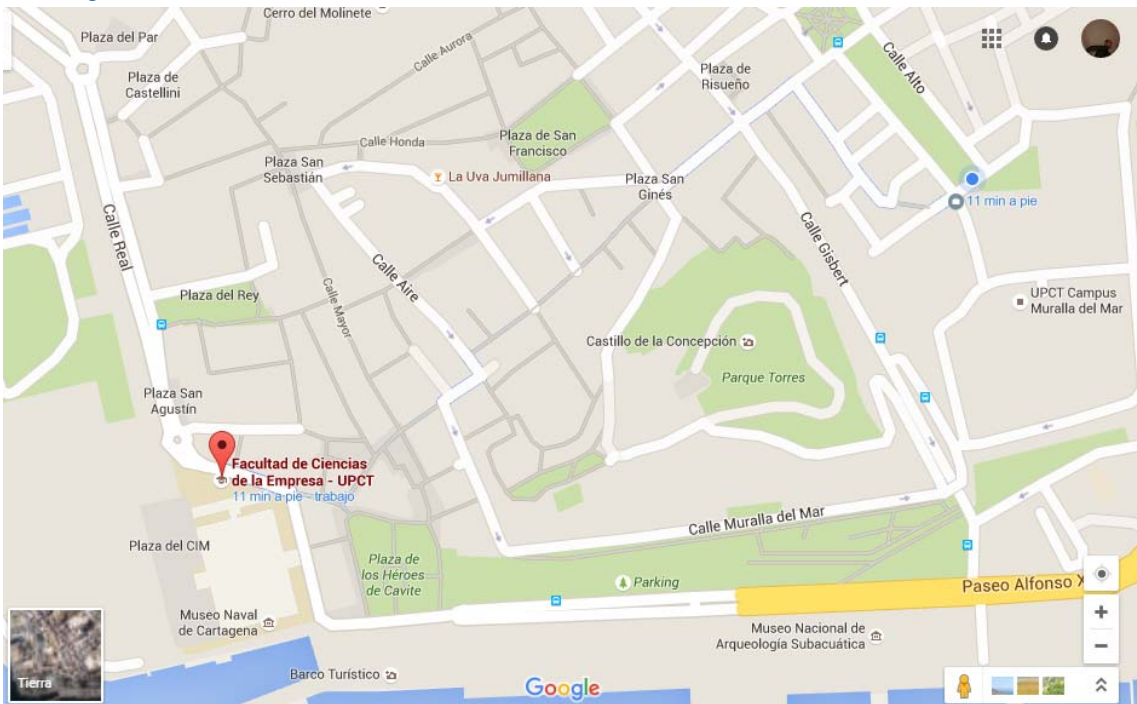 Cerro del Molinete
Plaza del Par
Calle Aurora
Calle Alto
Plaza de
Castellini
Plaza de
Risueño
Calle Honda
Plaza de San
Francisco
Plaza San
Sebastián
La Uva Jumillana
Plaza San
Ginés
11 min a pie
Calle Real
Calle Aire
Calle Gisbert
Plaza del Rey
Calle Mayor
UPCT Campus
Muralla del Mar
Castillo de la Concepción
Parque Torres
Plaza San
Agustín
Facultad de Ciencias
de la Empresa - UPCT
11 min a pie - trabajo
Calle Muralla del Mar
Plaza del CIM
Plaza de
los Héroes
de Cavite
Parking
Paseo Alfonso X
Museo Naval
de Cartagena
Museo Nacional de
Arqueología Subacuática
Barco Turístico
Tierra
Google